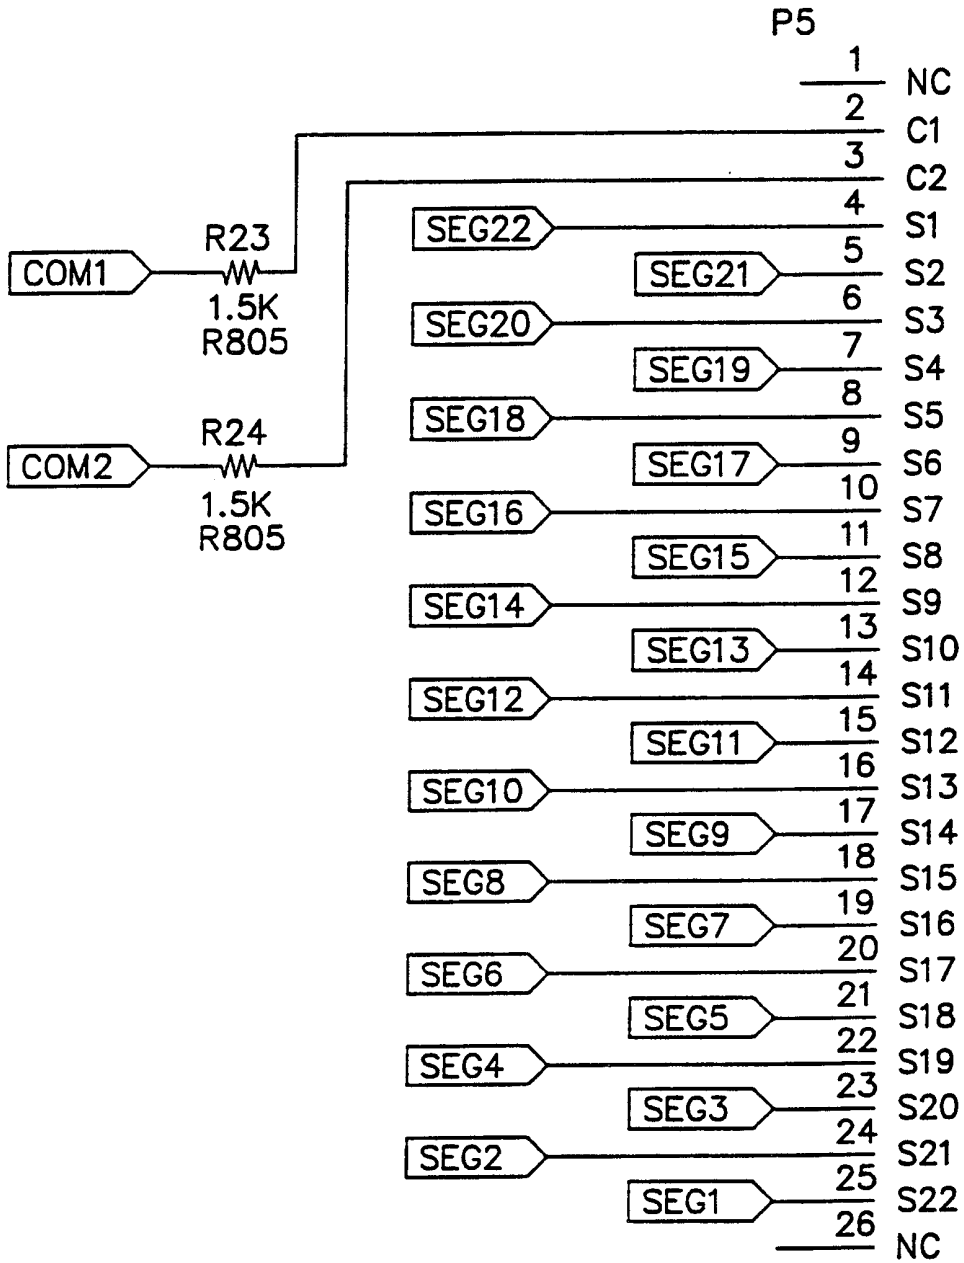 P5
1
NC
2
C1
3
C2
4
SEG22
S1
R23
5
COM1
SEG21
S2
1.5K
6
SEG20
S3
R805
7
SEG19
S4
8
SEG18
S5
R24
9
COM2
SEG17
S6
1.5K
10
SEG16
S7
R805
11
SEG15
S8
12
SEG14
S9
13
SEG13
S10
14
SEG12
S11
15
SEG11
S12
16
SEG10
S13
17
SEG9
S14
18
SEG8
S15
19
SEG7
S16
20
SEG6
S17
21
SEG5
S18
22
SEG4
S19
23
SEG3
S20
24
SEG2
S21
25
SEG1
S22
26
NC